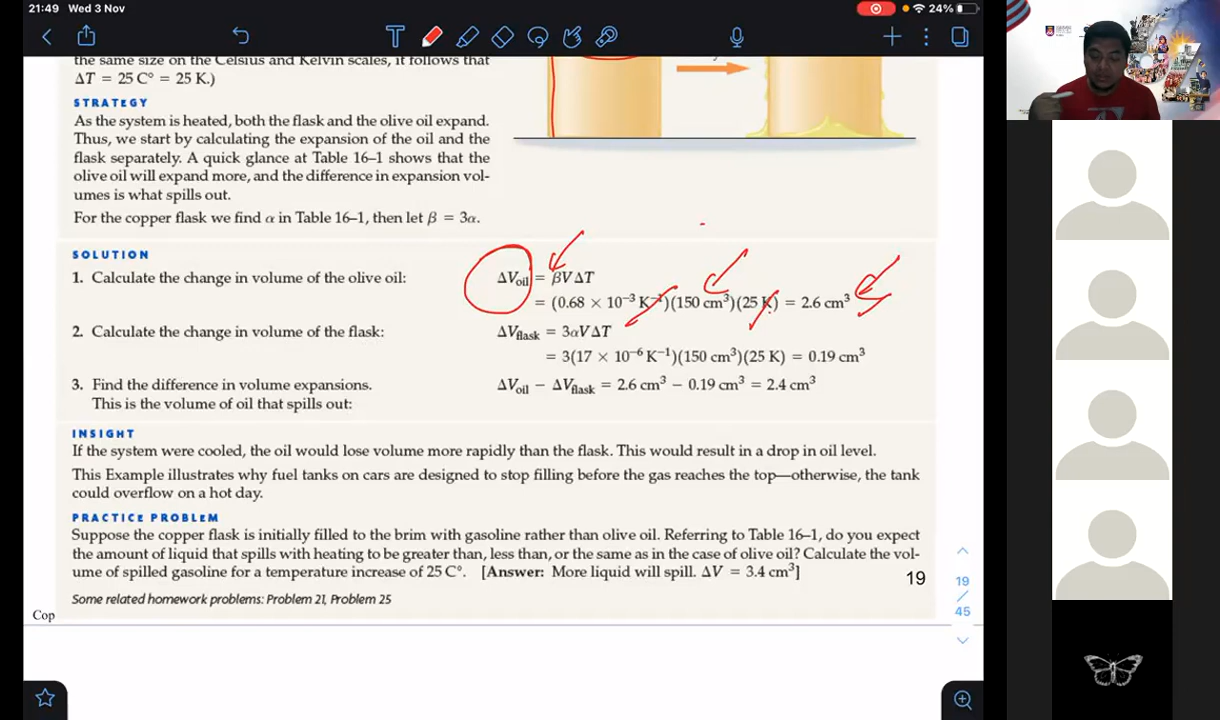 21:49 Wed 3 Nov
24%
the same size on the Celsius and Kelvin scales, it follows that
ΔT = 25 C° = 25 K.)
STRATEGY
As the system is heated, both the flask and the olive oil expand.
Thus, we start by calculating the expansion of the oil and the
flask separately. A quick glance at Table 16–1 shows that the
olive oil will expand more, and the difference in expansion vol-
umes is what spills out.
For the copper flask we find α in Table 16–1, then let β = 3α.
SOLUTION
1. Calculate the change in volume of the olive oil:
ΔVoil = βVΔT
= (0.68 × 10⁻³ K⁻¹)(150 cm³)(25 K) = 2.6 cm³
2. Calculate the change in volume of the flask:
ΔVflask = 3αVΔT
= 3(17 × 10⁻⁶ K⁻¹)(150 cm³)(25 K) = 0.19 cm³
3. Find the difference in volume expansions.
This is the volume of oil that spills out:
ΔVoil − ΔVflask = 2.6 cm³ − 0.19 cm³ = 2.4 cm³
INSIGHT
If the system were cooled, the oil would lose volume more rapidly than the flask. This would result in a drop in oil level.
This Example illustrates why fuel tanks on cars are designed to stop filling before the gas reaches the top—otherwise, the tank
could overflow on a hot day.
PRACTICE PROBLEM
Suppose the copper flask is initially filled to the brim with gasoline rather than olive oil. Referring to Table 16–1, do you expect
the amount of liquid that spills with heating to be greater than, less than, or the same as in the case of olive oil? Calculate the vol-
ume of spilled gasoline for a temperature increase of 25 C°. [Answer: More liquid will spill. ΔV = 3.4 cm³]
19
Some related homework problems: Problem 21, Problem 25
Cop
19
/
45